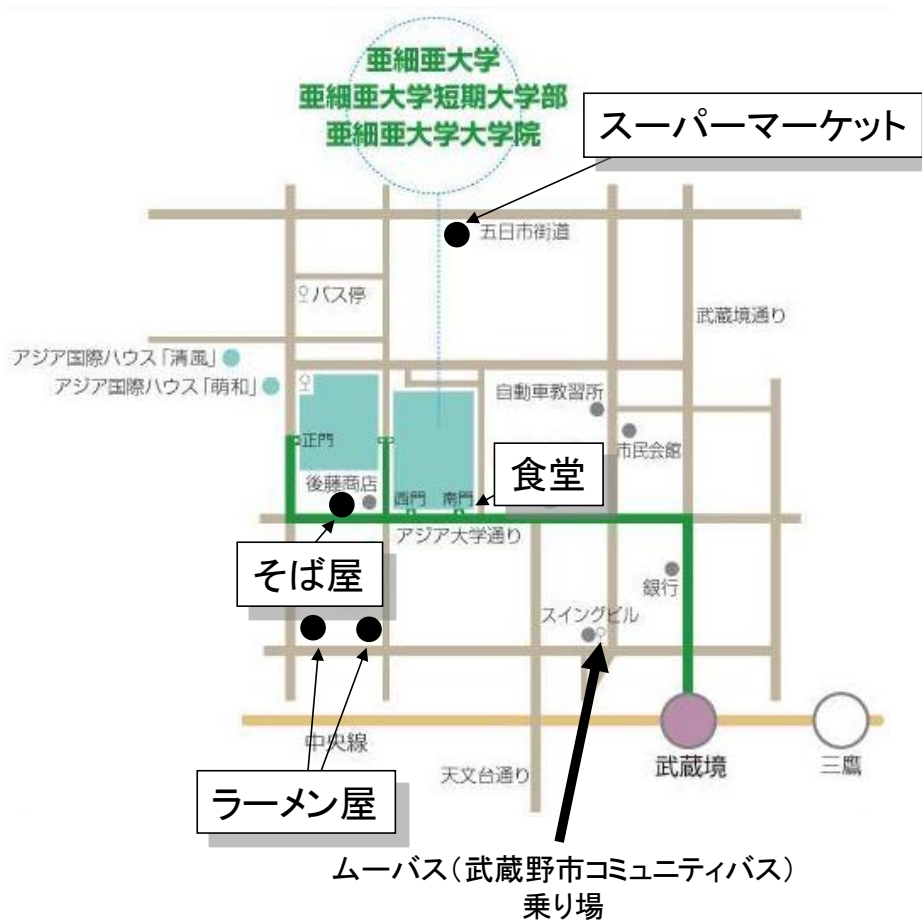 亜細亜大学
亜細亜大学短期大学部
亜細亜大学大学院
スーパーマーケット
五日市街道
バス停
武蔵境通り
アジア国際ハウス「清風」
アジア国際ハウス「萌和」
自動車教習所
正門
市民会館
後藤商店
西門
南門
食堂
アジア大学通り
そば屋
銀行
スイングビル
中央線
武蔵境
三鷹
天文台通り
ラーメン屋
ムーバス(武蔵野市コミュニティバス)
乗り場